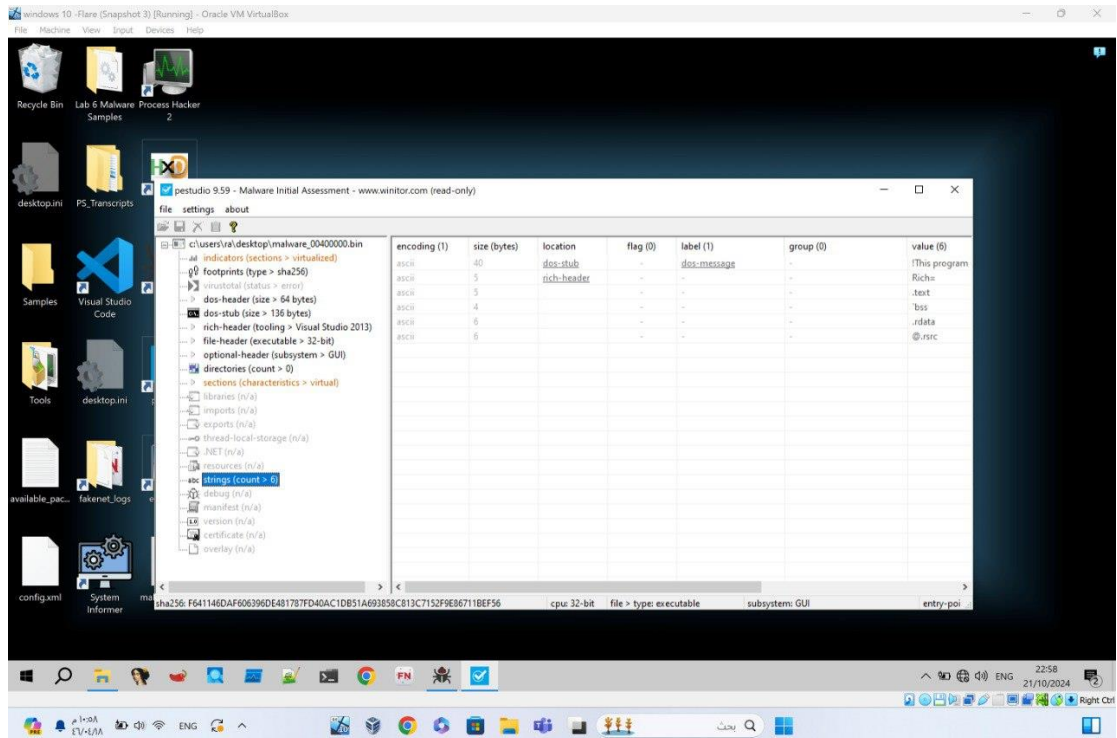 windows 10 -Flare (Snapshot 3) [Running] - Oracle VM VirtualBox
File Machine View Input Devices Help
Recycle Bin
Lab 6 Malware Samples
Process Hacker 2
desktop.ini
PS_Transcripts
HxD
Samples
Visual Studio Code
Tools
desktop.ini
available_pac...
fakenet_logs
config.xml
System Informer
pestudio 9.59 - Malware Initial Assessment - www.winitor.com (read-only)
file settings about
c:\users\ra\desktop\malware_00400000.bin
indicators (sections > virtualized)
footprints (type > sha256)
virustotal (status > error)
dos-header (size > 64 bytes)
dos-stub (size > 136 bytes)
rich-header (tooling > Visual Studio 2013)
file-header (executable > 32-bit)
optional-header (subsystem > GUI)
directories (count > 0)
sections (characteristics > virtual)
libraries (n/a)
imports (n/a)
exports (n/a)
thread-local-storage (n/a)
.NET (n/a)
resources (n/a)
abc strings (count > 6)
debug (n/a)
manifest (n/a)
1.0 version (n/a)
certificate (n/a)
overlay (n/a)
encoding (1) size (bytes) location flag (0) label (1) group (0) value (6)
ascii 40 dos-stub - dos-message - !This program
ascii 5 rich-header - - - Rich=
ascii 5 - - - .text
ascii 4 - - - `bss
ascii 6 - - - .rdata
ascii 6 - - - @.rsrc
cpu: 32-bit file > type: executable subsystem: GUI entry-poi
FN
ENG
22:58
21/10/2024
2
Right Ctrl
ENG
بحث